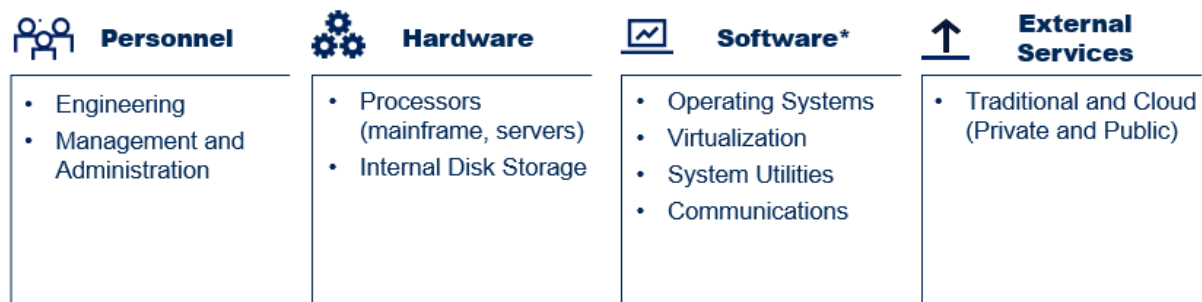 Personnel
• Engineering
• Management and
Administration
Hardware
• Processors
(mainframe, servers)
• Internal Disk Storage
Software*
• Operating Systems
• Virtualization
• System Utilities
• Communications
External
Services
• Traditional and Cloud
(Private and Public)